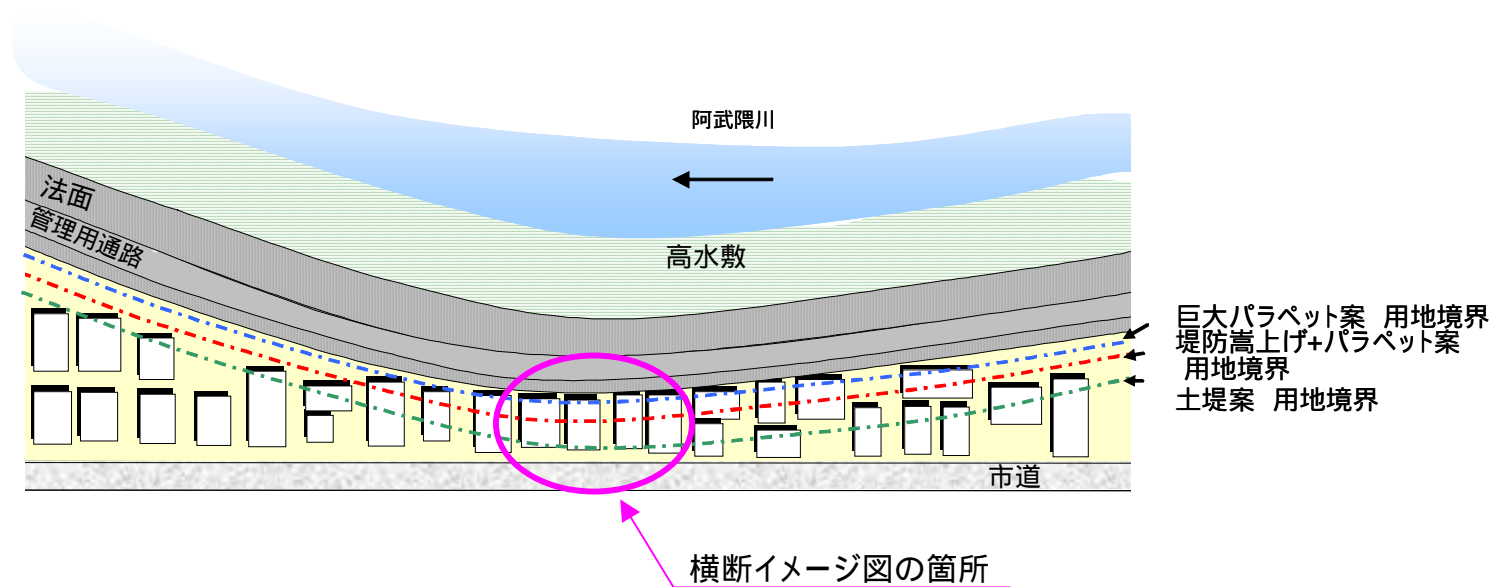 阿武隈川
法面
管理用通路
高水敷
巨大パラペット案 用地境界
堤防嵩上げ+パラペット案
用地境界
土堤案 用地境界
市道
横断イメージ図の箇所